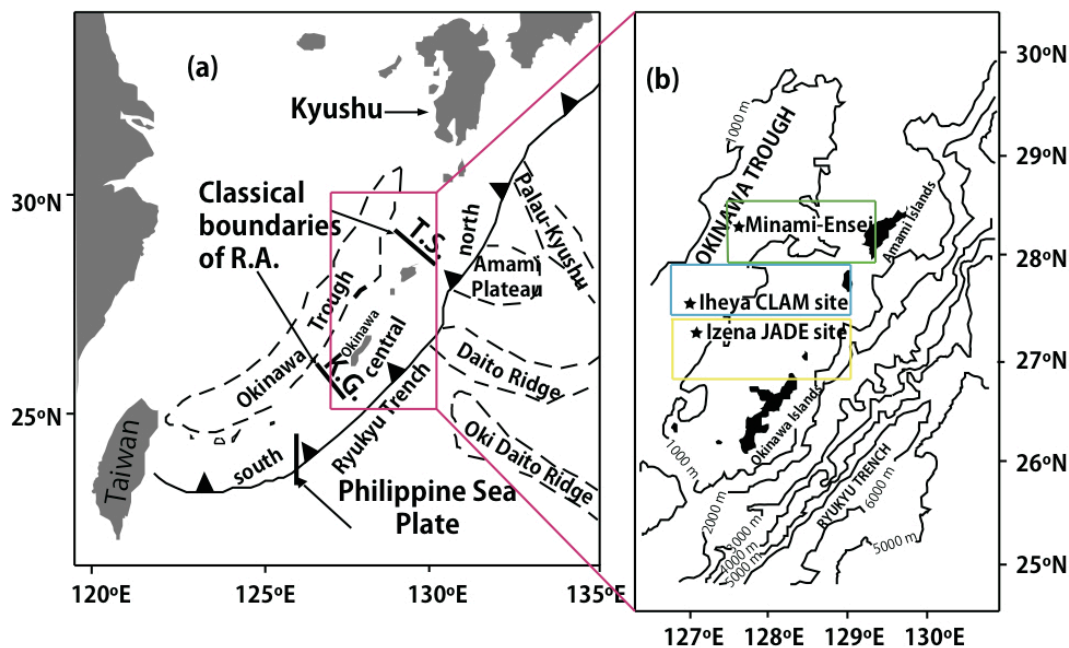 (a)
Kyushu
Classical
boundaries
of R.A.
T.S.
north
Palau-Kyushu
Amami
Plateau
Trough
Okinawa
Okinawa
central
K.G.
Daito Ridge
Ryukyu Trench
Oki Daito Ridge
south
Taiwan
Philippine Sea
Plate
30ºN
25ºN
120ºE
125ºE
130ºE
135ºE
(b)
1000 m
OKINAWA TROUGH
Minami-Ensei
Amami Islands
Iheya CLAM site
Izena JADE site
Okinawa Islands
1000 m
2000 m
3000 m
4000 m
5000 m
RYUKYU TRENCH
6000 m
5000 m
30ºN
29ºN
28ºN
27ºN
26ºN
25ºN
127ºE
128ºE
129ºE
130ºE